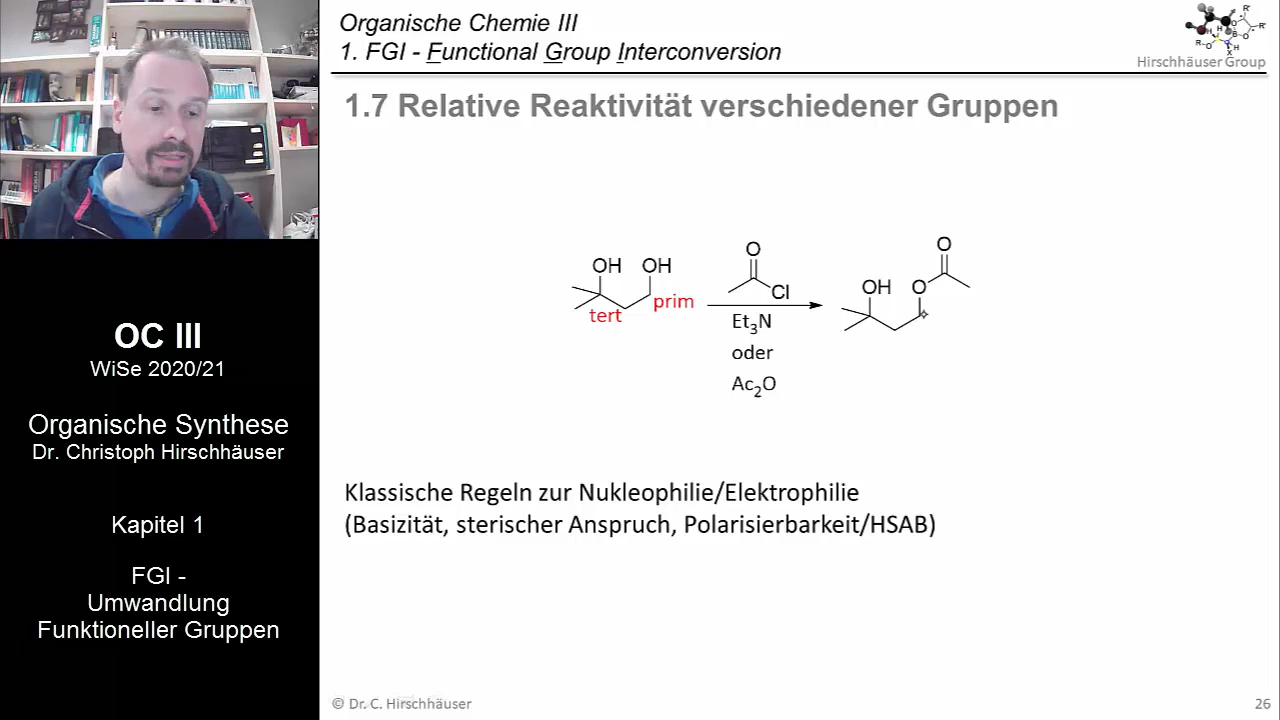 Organische Chemie III
1. FGI - Functional Group Interconversion
Hirschhäuser Group
1.7 Relative Reaktivität verschiedener Gruppen
OH OH
tert
prim
O
Cl
Et3N
oder
Ac2O
O
OH O
Klassische Regeln zur Nukleophilie/Elektrophilie
(Basizität, sterischer Anspruch, Polarisierbarkeit/HSAB)
OC III
WiSe 2020/21
Organische Synthese
Dr. Christoph Hirschhäuser
Kapitel 1
FGI -
Umwandlung
Funktioneller Gruppen
© Dr. C. Hirschhäuser
26